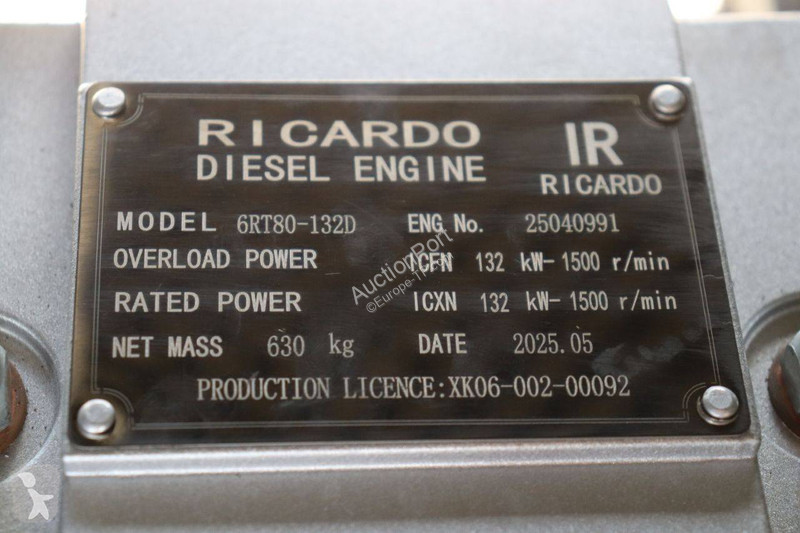 RICARDO
DIESEL ENGINE
IR
RICARDO
MODEL 6RT80-132D ENG No. 25040991
OVERLOAD POWER ICFN 132 kW-1500 r/min
RATED POWER ICXN 132 kW-1500 r/min
NET MASS 630 kg DATE 2025.05
PRODUCTION LICENCE:XK06-002-00092
AuctionPort